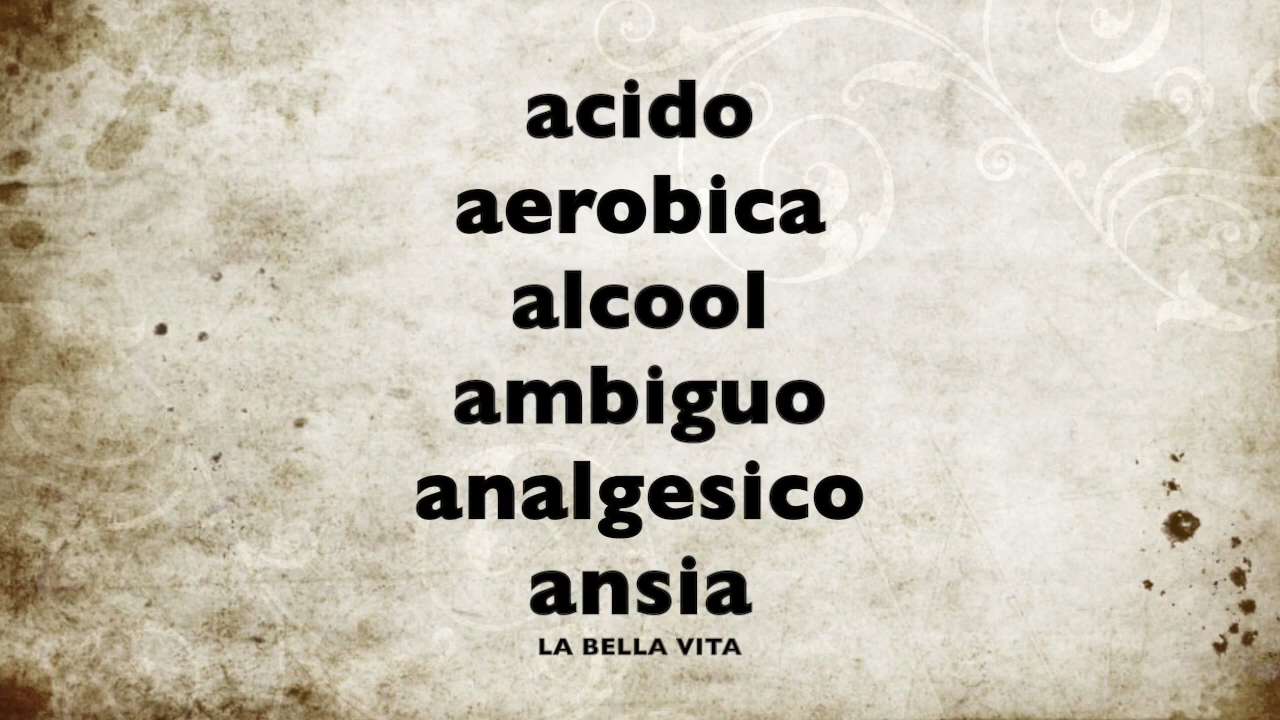 acido
aerobica
alcool
ambiguo
analgesico
ansia
LA BELLA VITA